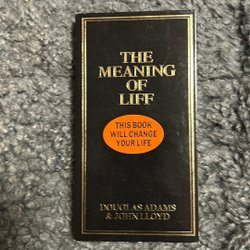 THE
MEANING
OF
LIFF
THIS BOOK
WILL CHANGE
YOUR LIFE
DOUGLAS ADAMS
& JOHN LLOYD